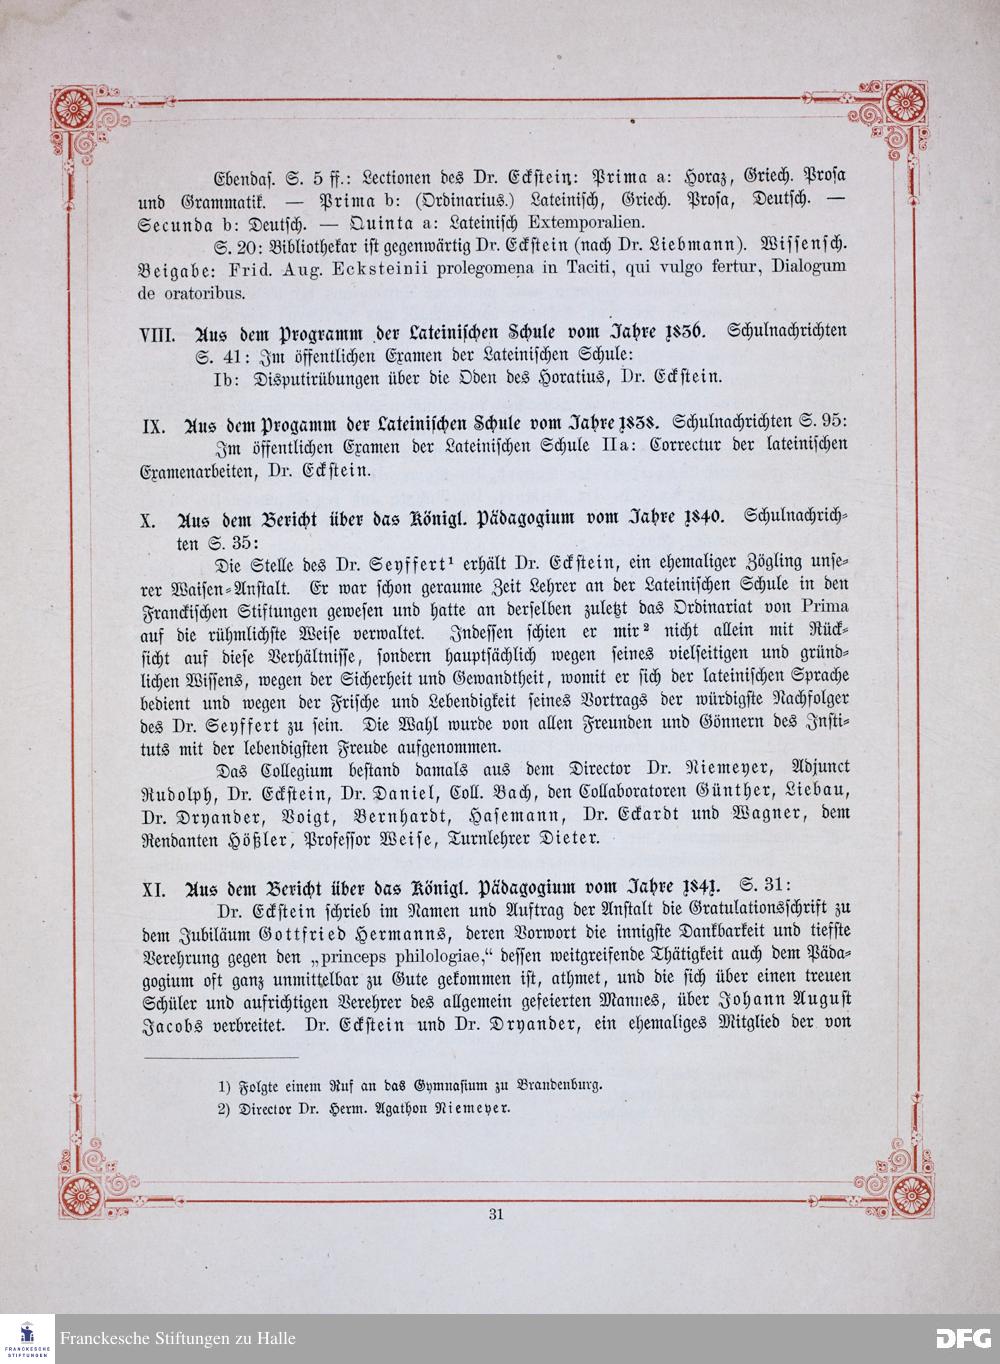 Ebendas. S. 5 ff.: Lectionen des Dr. Eckstein: Prima a: Horaz, Griech. Prosa
und Grammatik. — Prima b: (Ordinarius.) Lateinisch, Griech. Prosa, Deutsch. —
Secunda b: Deutsch. — Quinta a: Lateinisch Extemporalien.
S. 20: Bibliothekar ist gegenwärtig Dr. Eckstein (nach Dr. Liebmann). Wissensch.
Beigabe: Frid. Aug. Ecksteinii prolegomena in Taciti, qui vulgo fertur, Dialogum
de oratoribus.
VIII. Aus dem Programm der Lateinischen Schule vom Jahre 1836. Schulnachrichten
S. 41: Im öffentlichen Examen der Lateinischen Schule:
Ib: Disputirübungen über die Oden des Horatius, Dr. Eckstein.
IX. Aus dem Progamm der Lateinischen Schule vom Jahre 1838. Schulnachrichten S. 95:
Im öffentlichen Examen der Lateinischen Schule IIa: Correctur der lateinischen
Examenarbeiten, Dr. Eckstein.
X. Aus dem Bericht über das Königl. Pädagogium vom Jahre 1840. Schulnachrich-
ten S. 35:
Die Stelle des Dr. Seyffert¹ erhält Dr. Eckstein, ein ehemaliger Zögling unse-
rer Waisen-Anstalt. Er war schon geraume Zeit Lehrer an der Lateinischen Schule in den
Franckischen Stiftungen gewesen und hatte an derselben zuletzt das Ordinariat von Prima
auf die rühmlichste Weise verwaltet. Indessen schien er mir² nicht allein mit Rück-
sicht auf diese Verhältnisse, sondern hauptsächlich wegen seines vielseitigen und gründ-
lichen Wissens, wegen der Sicherheit und Gewandtheit, womit er sich der lateinischen Sprache
bedient und wegen der Frische und Lebendigkeit seines Vortrags der würdigste Nachfolger
des Dr. Seyffert zu sein. Die Wahl wurde von allen Freunden und Gönnern des Insti-
tuts mit der lebendigsten Freude aufgenommen.
Das Collegium bestand damals aus dem Director Dr. Niemeyer, Adjunct
Rudolph, Dr. Eckstein, Dr. Daniel, Coll. Bach, den Collaboratoren Günther, Liebau,
Dr. Dryander, Voigt, Bernhardt, Hasemann, Dr. Eckardt und Wagner, dem
Rendanten Hößler, Professor Weise, Turnlehrer Dieter.
XI. Aus dem Bericht über das Königl. Pädagogium vom Jahre 1841. S. 31:
Dr. Eckstein schrieb im Namen und Auftrag der Anstalt die Gratulationsschrift zu
dem Jubiläum Gottfried Hermanns, deren Vorwort die innigste Dankbarkeit und tiefste
Verehrung gegen den „princeps philologiae,“ dessen weitgreifende Thätigkeit auch dem Päda-
gogium oft ganz unmittelbar zu Gute gekommen ist, athmet, und die sich über einen treuen
Schüler und aufrichtigen Verehrer des allgemein gefeierten Mannes, über Johann August
Jacobs verbreitet. Dr. Eckstein und Dr. Dryander, ein ehemaliges Mitglied der von
1) Folgte einem Ruf an das Gymnasium zu Brandenburg.
2) Director Dr. Herm. Agathon Niemeyer.
31
FRANCKESCHE
STIFTUNGEN
Franckesche Stiftungen zu Halle
DFG